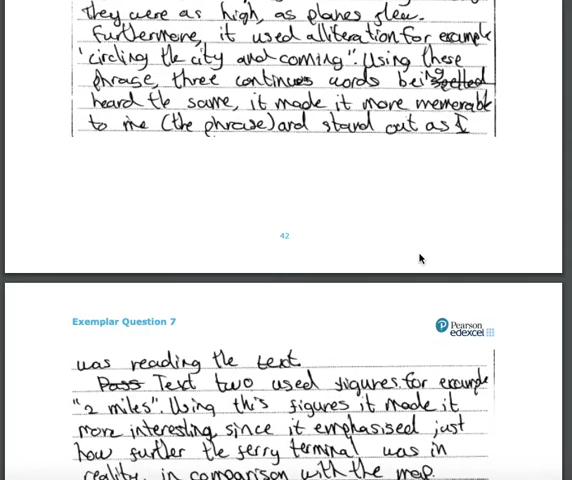 they were as high, as planes flew.
Furthermore, it used alliteration for example
'circling the city and coming". Using these
phrase, three continues words being spelled
heard the same, it made it more memerable
to me (the phrase) and stand out as I
42
Exemplar Question 7
Pearson
edexcel
was reading the text.
Pass Text two used figures. for example
"2 miles". Using this figures it made it
more interesting since it emphasised just
how further the ferry terminal was in
reality, in comparison with the map.